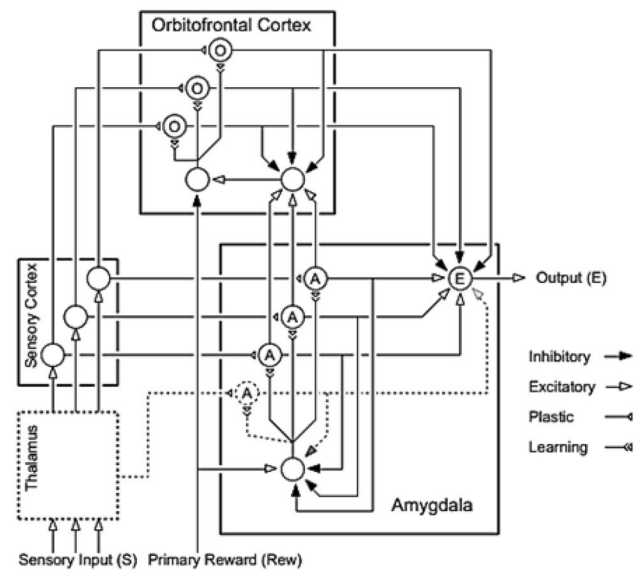 Orbitofrontal Cortex
O
O
O
Sensory Cortex
A
E
Output (E)
A
A
Inhibitory
Excitatory
A
Plastic
Learning
Thalamus
Amygdala
Sensory Input (S)
Primary Reward (Rew)